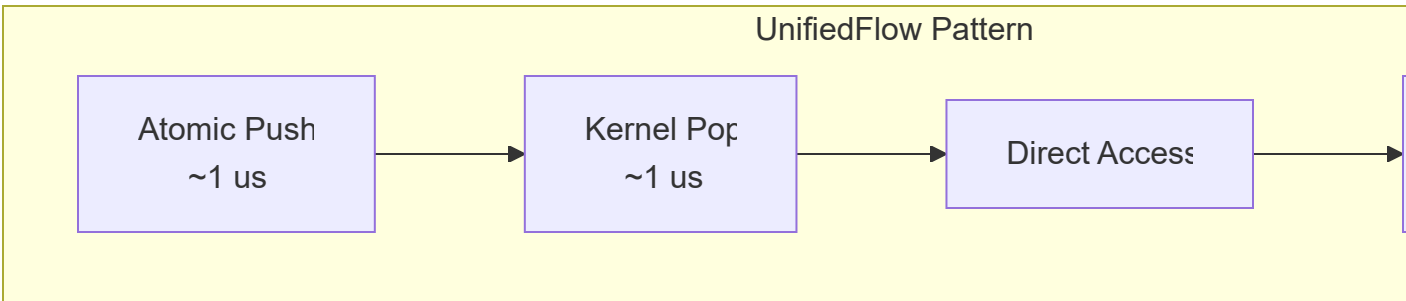 UnifiedFlow Pattern
Atomic Push
~1 us
Kernel Pop
~1 us
Direct Access